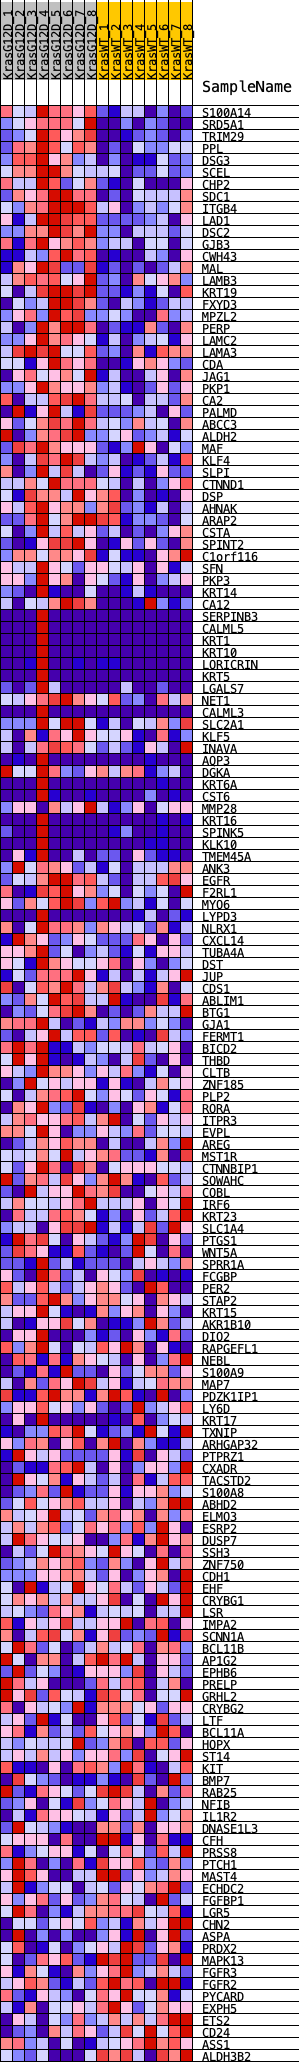 KrasG12D_1
KrasG12D_2
KrasG12D_3
KrasG12D_4
KrasG12D_5
KrasG12D_6
KrasG12D_7
KrasG12D_8
KrasWT_1
KrasWT_2
KrasWT_3
KrasWT_4
KrasWT_5
KrasWT_6
KrasWT_7
KrasWT_8
SampleName
S100A14
SRD5A1
TRIM29
PPL
DSG3
SCEL
CHP2
SDC1
ITGB4
LAD1
DSC2
GJB3
CWH43
MAL
LAMB3
KRT19
FXYD3
MPZL2
PERP
LAMC2
LAMA3
CDA
JAG1
PKP1
CA2
PALMD
ABCC3
ALDH2
MAF
KLF4
SLPI
CTNND1
DSP
AHNAK
ARAP2
CSTA
SPINT2
C1orf116
SFN
PKP3
KRT14
CA12
SERPINB3
CALML5
KRT1
KRT10
LORICRIN
KRT5
LGALS7
NET1
CALML3
SLC2A1
KLF5
INAVA
AQP3
DGKA
KRT6A
CST6
MMP28
KRT16
SPINK5
KLK10
TMEM45A
ANK3
EGFR
F2RL1
MYO6
LYPD3
NLRX1
CXCL14
TUBA4A
DST
JUP
CDS1
ABLIM1
BTG1
GJA1
FERMT1
BICD2
THBD
CLTB
ZNF185
PLP2
RORA
ITPR3
EVPL
AREG
MST1R
CTNNBIP1
SOWAHC
COBL
IRF6
KRT23
SLC1A4
PTGS1
WNT5A
SPRR1A
FCGBP
PER2
STAP2
KRT15
AKR1B10
DIO2
RAPGEFL1
NEBL
S100A9
MAP7
PDZK1IP1
LY6D
KRT17
TXNIP
ARHGAP32
PTPRZ1
CXADR
TACSTD2
S100A8
ABHD2
ELMO3
ESRP2
DUSP7
SSH3
ZNF750
CDH1
EHF
CRYBG1
LSR
IMPA2
SCNN1A
BCL11B
AP1G2
EPHB6
PRELP
GRHL2
CRYBG2
LTF
BCL11A
HOPX
ST14
KIT
BMP7
RAB25
NFIB
IL1R2
DNASE1L3
CFH
PRSS8
PTCH1
MAST4
ECHDC2
FGFBP1
LGR5
CHN2
ASPA
PRDX2
MAPK13
FGFR3
FGFR2
PYCARD
EXPH5
ETS2
CD24
ASS1
ALDH3B2